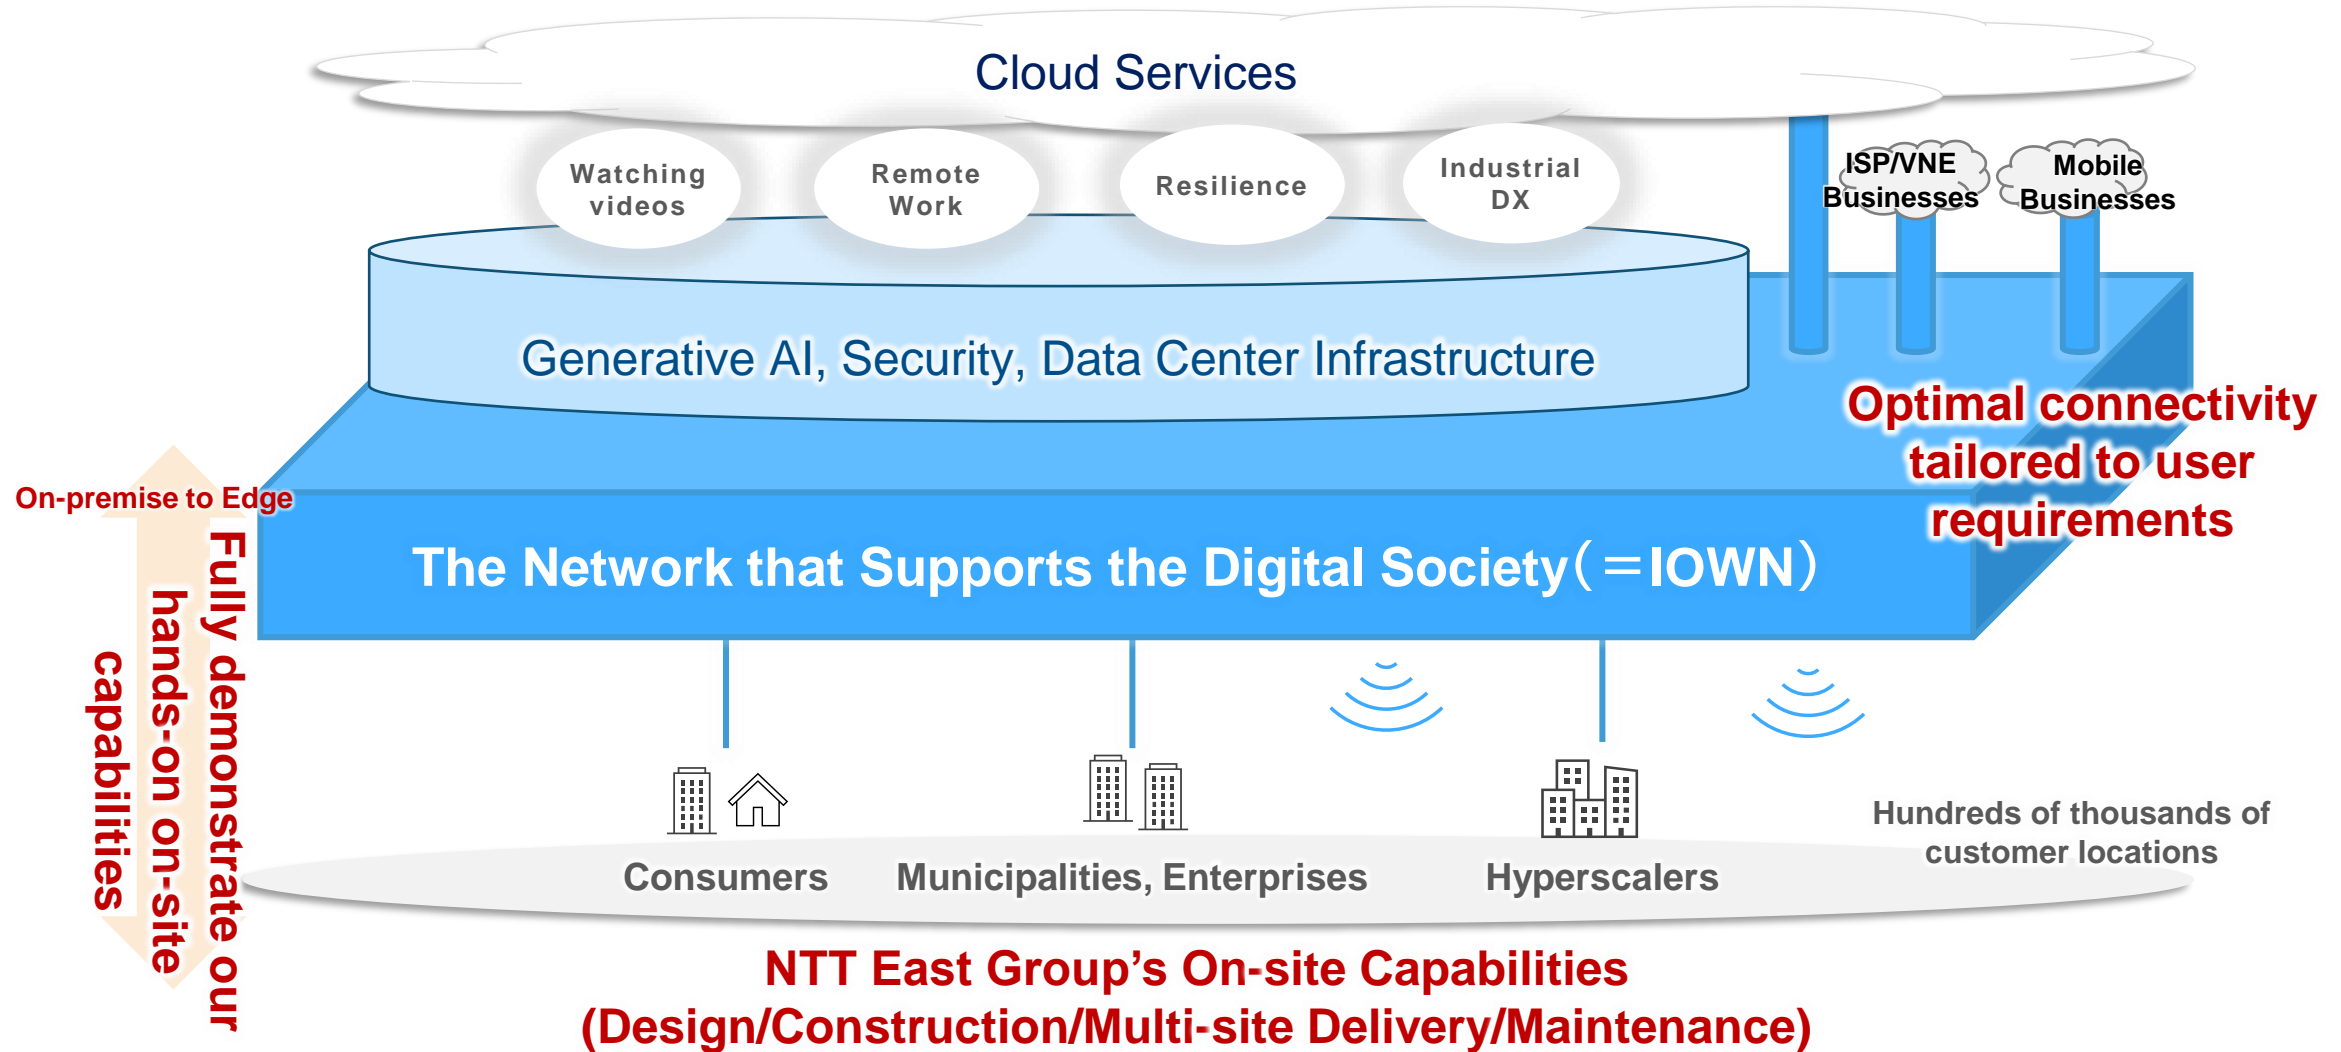 Cloud Services
Watching
videos
Remote
Work
Resilience
Industrial
DX
ISP/VNE
Businesses
Mobile
Businesses
Generative AI, Security, Data Center Infrastructure
Optimal connectivity
tailored to user
requirements
On-premise to Edge
Fully demonstrate our
hands-on on-site
capabilities
The Network that Supports the Digital Society(=IOWN)
Consumers
Municipalities, Enterprises
Hyperscalers
Hundreds of thousands of
customer locations
NTT East Group’s On-site Capabilities
(Design/Construction/Multi-site Delivery/Maintenance)